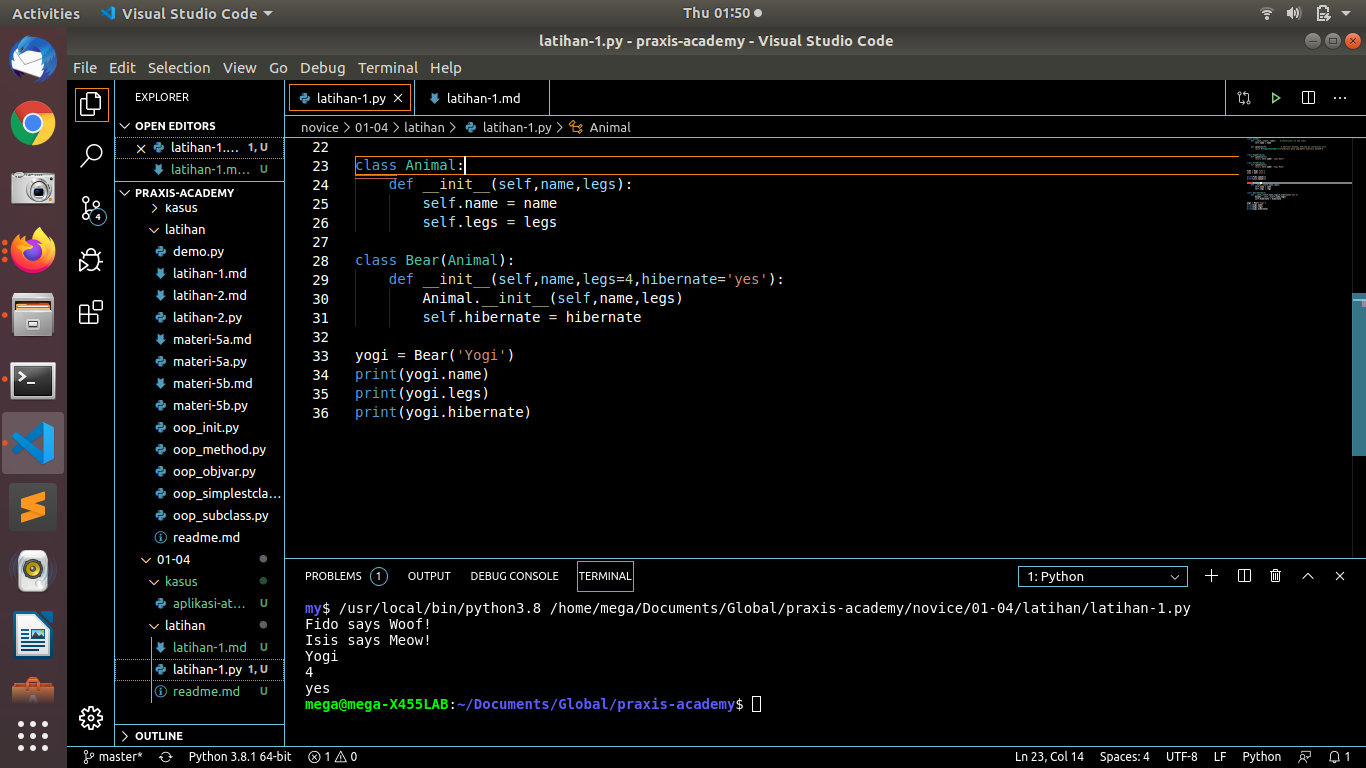 Activities
Visual Studio Code
Thu 01:50
latihan-1.py - praxis-academy - Visual Studio Code
File Edit Selection View Go Debug Terminal Help
EXPLORER
OPEN EDITORS
latihan-1.... 1, U
latihan-1.m... U
PRAXIS-ACADEMY
kasus
latihan
demo.py
latihan-1.md
latihan-2.md
latihan-2.py
materi-5a.md
materi-5a.py
materi-5b.md
materi-5b.py
oop_init.py
oop_method.py
oop_objvar.py
oop_simplestcla...
oop_subclass.py
readme.md
01-04
kasus
aplikasi-at... U
latihan
latihan-1.md U
latihan-1.py 1, U
readme.md U
OUTLINE
4
latihan-1.py
latihan-1.md
novice > 01-04 > latihan > latihan-1.py > Animal
22
23 class Animal:
24 def __init__(self,name,legs):
25 self.name = name
26 self.legs = legs
27
28 class Bear(Animal):
29 def __init__(self,name,legs=4,hibernate='yes'):
30 Animal.__init__(self,name,legs)
31 self.hibernate = hibernate
32
33 yogi = Bear('Yogi')
34 print(yogi.name)
35 print(yogi.legs)
36 print(yogi.hibernate)
PROBLEMS 1 OUTPUT DEBUG CONSOLE TERMINAL
1: Python
my$ /usr/local/bin/python3.8 /home/mega/Documents/Global/praxis-academy/novice/01-04/latihan/latihan-1.py
Fido says Woof!
Isis says Meow!
Yogi
4
yes
mega@mega-X455LAB:~/Documents/Global/praxis-academy$
master* Python 3.8.1 64-bit 1 0 Ln 23, Col 14 Spaces: 4 UTF-8 LF Python 1